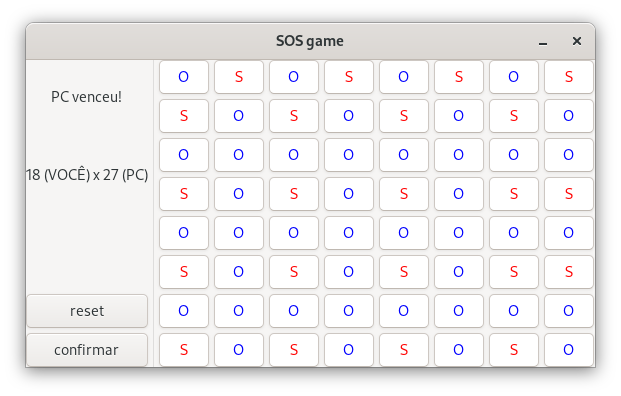 SOS game
PC venceu!
18 (VOCÊ) x 27 (PC)
reset
confirmar
O S O S O S O S
S O S O S O S O
O O O O O O O O
S O S O S O S S
O O O O O O O O
S O S O S O S S
O O O O O O O O
S O S O S O S O